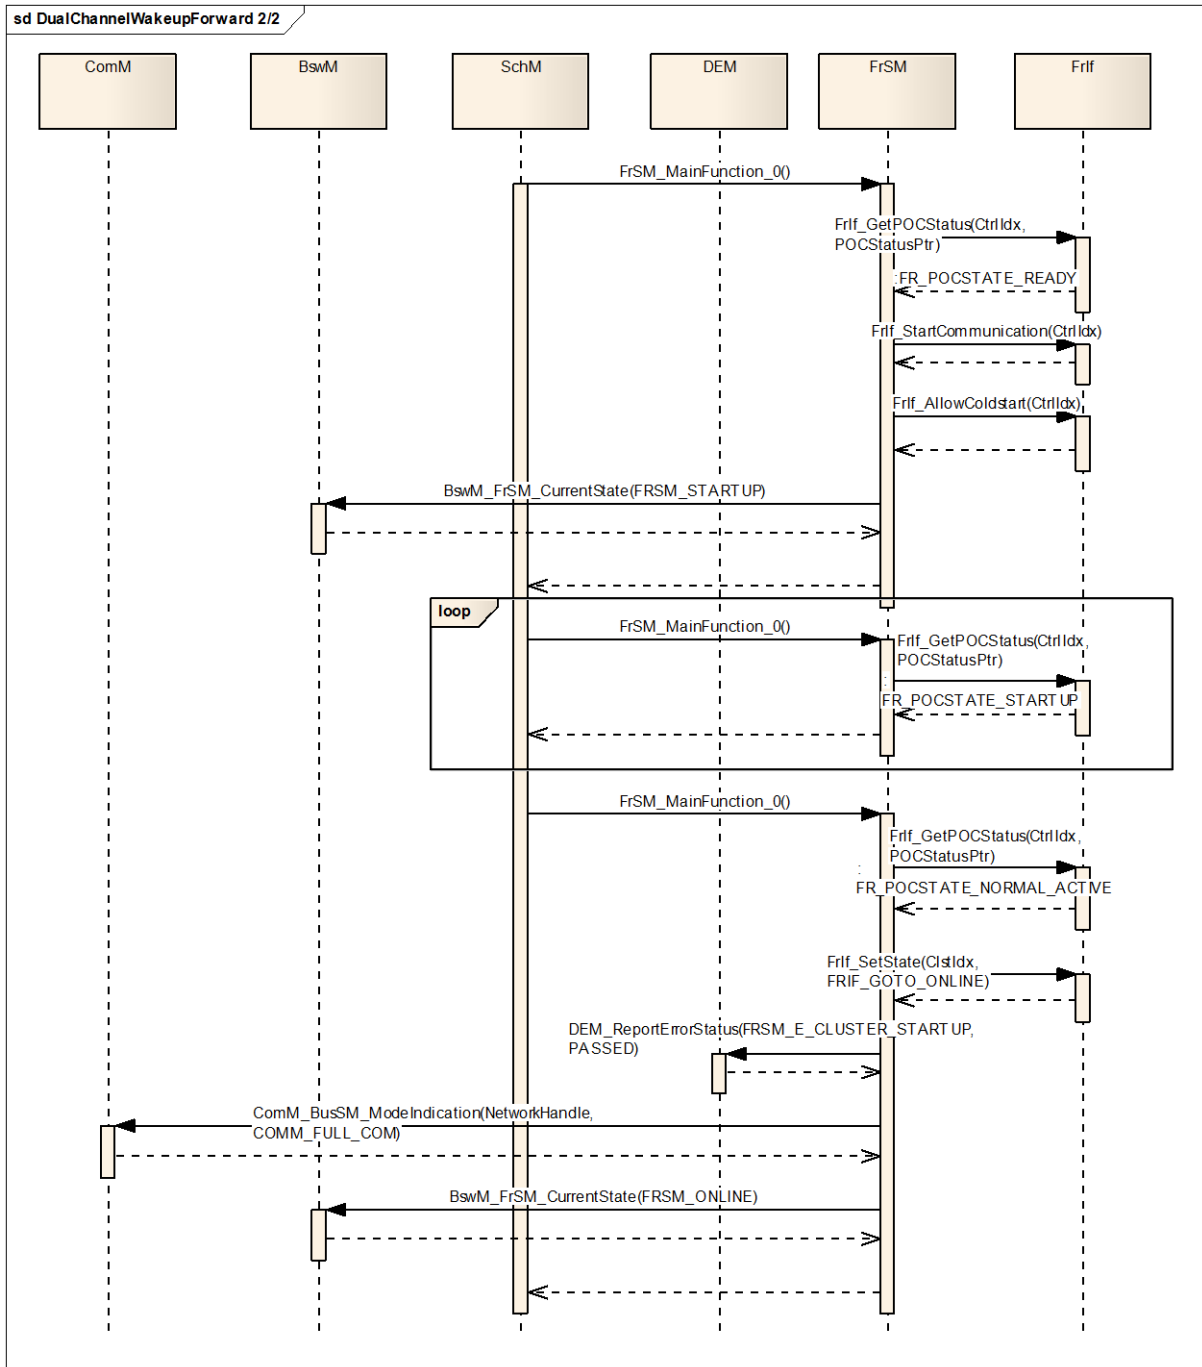 sd DualChannelWakeupForward 2/2
ComM
BswM
SchM
DEM
FrSM
FrIf
FrSM_MainFunction_0()
FrIf_GetPOCStatus(CtrlIdx,
POCStatusPtr)
:FR_POCSTATE_READY
FrIf_StartCommunication(CtrlIdx)
FrIf_AllowColdstart(CtrlIdx)
BswM_FrSM_CurrentState(FRSM_STARTUP)
loop
FrSM_MainFunction_0()
FrIf_GetPOCStatus(CtrlIdx,
POCStatusPtr)
:
FR_POCSTATE_STARTUP
FrSM_MainFunction_0()
FrIf_GetPOCStatus(CtrlIdx,
POCStatusPtr)
:
FR_POCSTATE_NORMAL_ACTIVE
FrIf_SetState(ClstIdx,
FRIF_GOTO_ONLINE)
DEM_ReportErrorStatus(FRSM_E_CLUSTER_STARTUP,
PASSED)
ComM_BusSM_ModeIndication(NetworkHandle,
COMM_FULL_COM)
BswM_FrSM_CurrentState(FRSM_ONLINE)